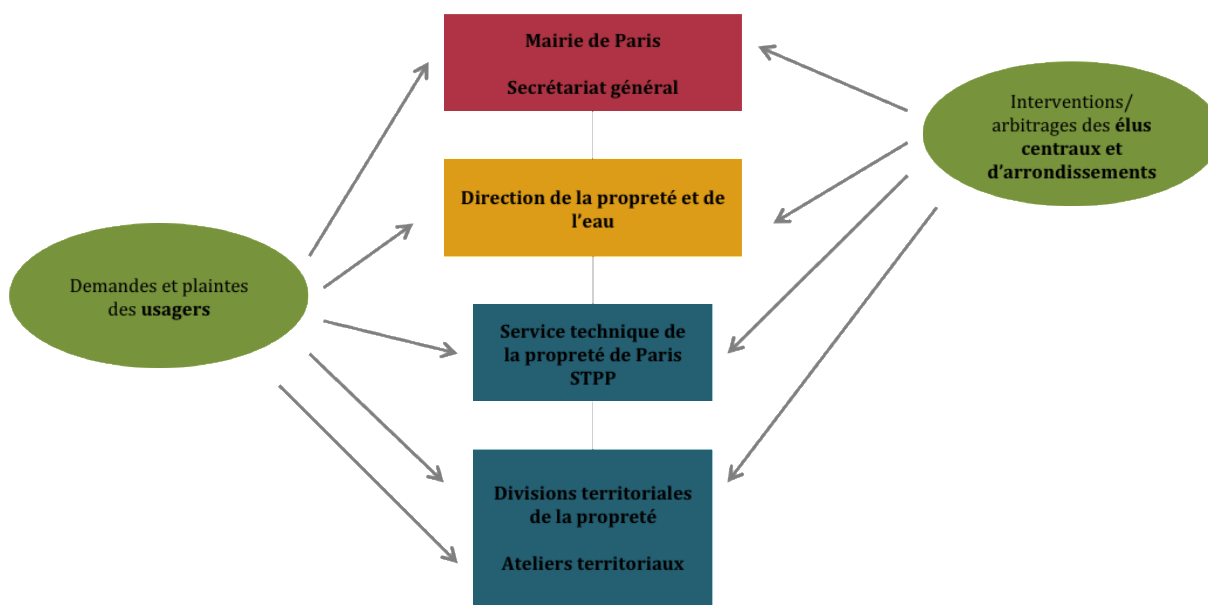 Mairie de Paris
Secrétariat général
Interventions/
arbitrages des élus
centraux et
d’arrondissements
Direction de la propreté et de
l’eau
Demandes et plaintes
des usagers
Service technique de
la propreté de Paris
STPP
Divisions territoriales
de la propreté
Ateliers territoriaux